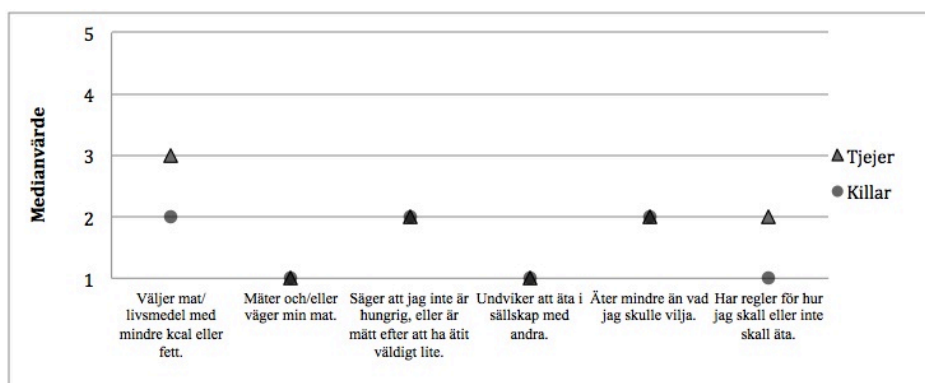 5
4
3
2
1
Medianvärde
Tjejer
Killar
Väljer mat/
livsmedel med
mindre kcal eller
fett.
Mäter och/eller
väger min mat.
Säger att jag inte är
hungrig, eller är
mätt efter att ha ätit
väldigt lite.
Undviker att äta i
sällskap med
andra.
Äter mindre än vad
jag skulle vilja.
Har regler för hur
jag skall eller inte
skall äta.